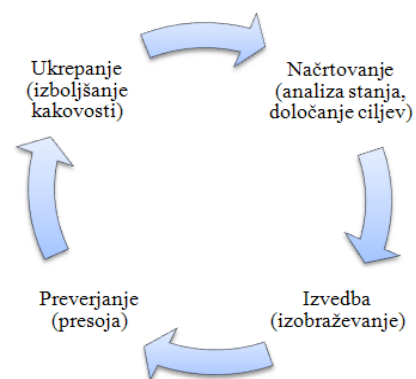 Ukrepanje
(izboljšanje
kakovosti)
Načrtovanje
(analiza stanja,
določanje ciljev)
Izvedba
(izobraževanje)
Preverjanje
(presoja)